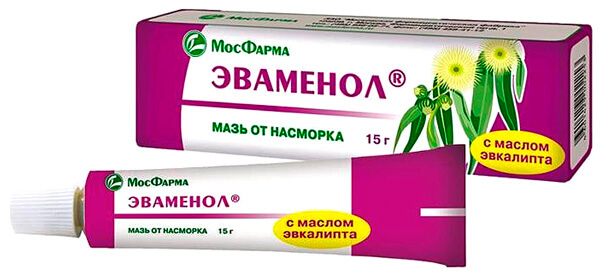 МосФарма
ЭВАМЕНОЛ®
МАЗЬ ОТ НАСМОРКА 15 г
с маслом
эвкалипта
МосФарма
ЭВАМЕНОЛ®
МАЗЬ ОТ НАСМОРКА 15 г
с маслом
эвкалипта